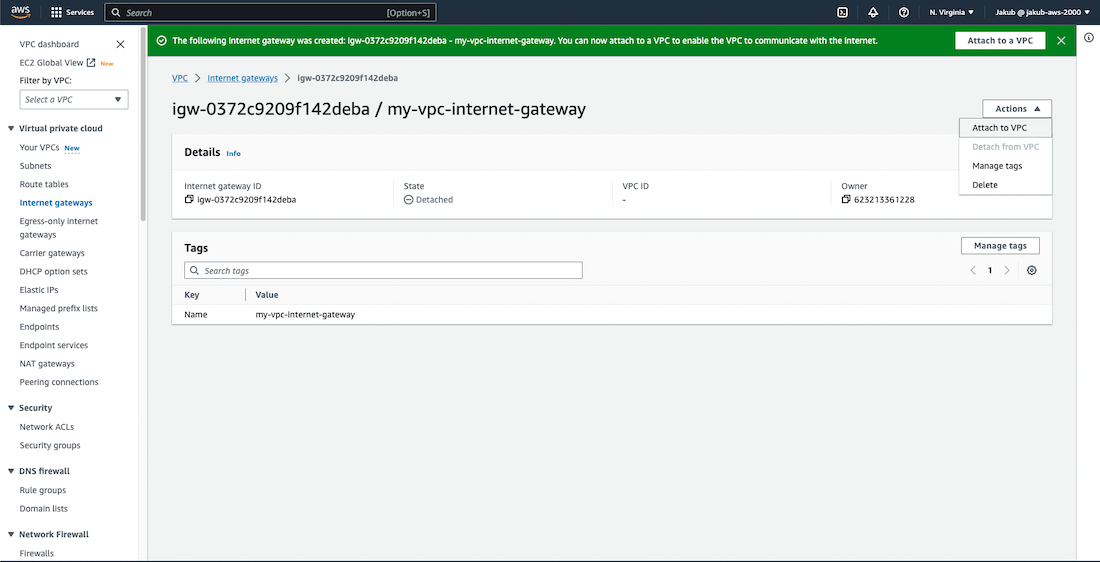 aws Services Search [Option+S] N. Virginia Jakub @ jakub-aws-2000
VPC dashboard
EC2 Global View New
Filter by VPC:
Select a VPC
Virtual private cloud
Your VPCs New
Subnets
Route tables
Internet gateways
Egress-only internet
gateways
Carrier gateways
DHCP option sets
Elastic IPs
Managed prefix lists
Endpoints
Endpoint services
NAT gateways
Peering connections
Security
Network ACLs
Security groups
DNS firewall
Rule groups
Domain lists
Network Firewall
Firewalls
The following internet gateway was created: igw-0372c9209f142deba - my-vpc-internet-gateway. You can now attach to a VPC to enable the VPC to communicate with the internet. Attach to a VPC
VPC Internet gateways igw-0372c9209f142deba
igw-0372c9209f142deba / my-vpc-internet-gateway
Actions
Attach to VPC
Detach from VPC
Manage tags
Delete
Details Info
Internet gateway ID State VPC ID Owner
igw-0372c9209f142deba Detached - 623213361228
Tags Manage tags
Search tags 1
Key Value
Name my-vpc-internet-gateway